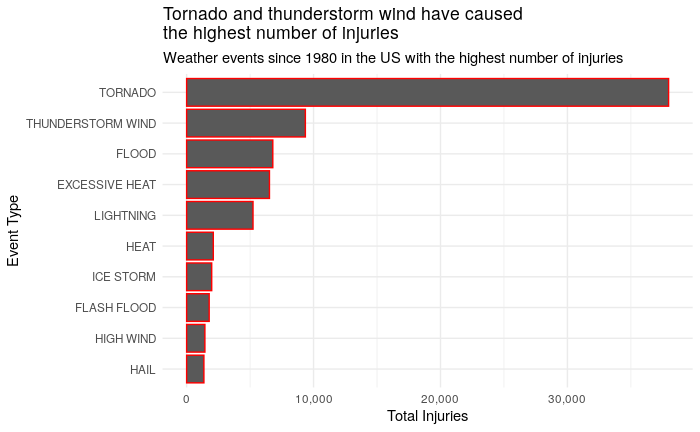 Tornado and thunderstorm wind have caused
the highest number of injuries
Weather events since 1980 in the US with the highest number of injuries
Event Type
TORNADO
THUNDERSTORM WIND
FLOOD
EXCESSIVE HEAT
LIGHTNING
HEAT
ICE STORM
FLASH FLOOD
HIGH WIND
HAIL
0 10,000 20,000 30,000
Total Injuries